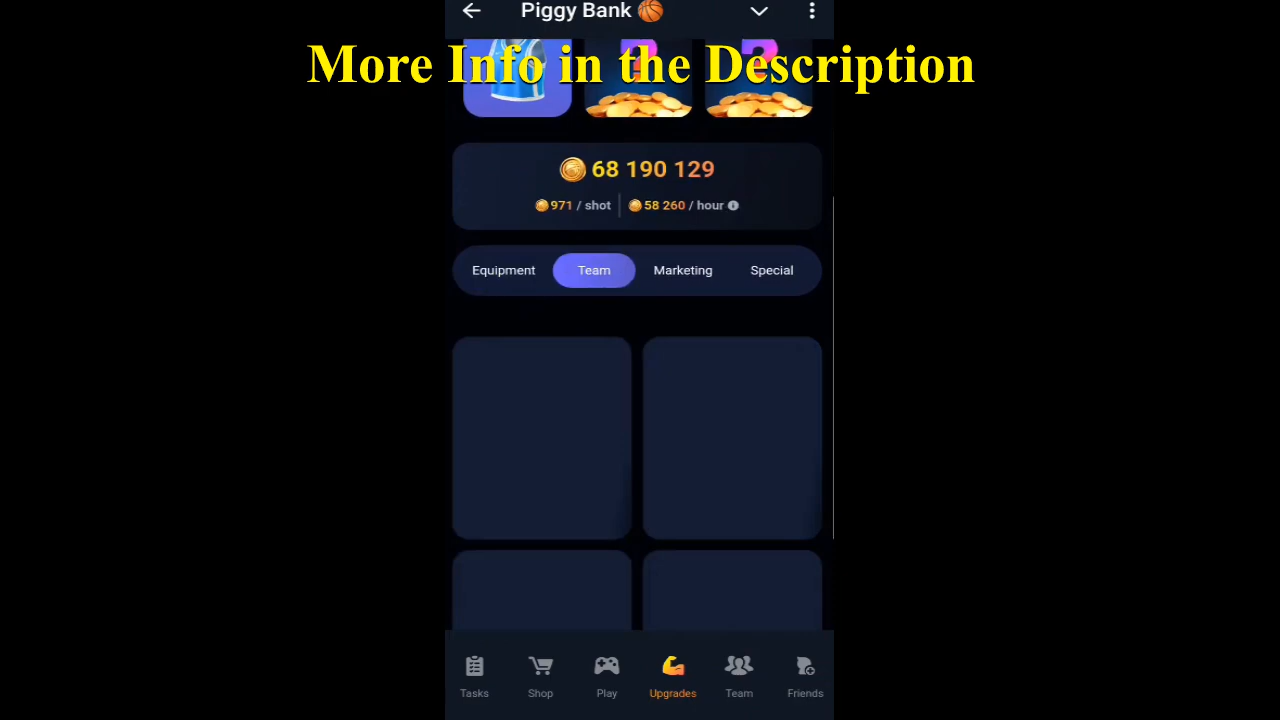 Piggy Bank 🏀
More Info in the Description
68 190 129
971 / shot 58 260 / hour
Equipment Team Marketing Special
Tasks Shop Play Upgrades Team Friends